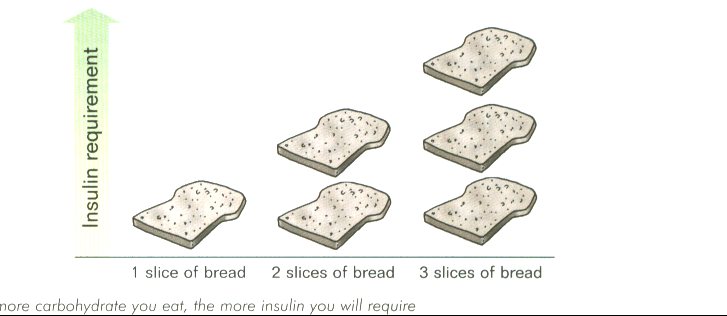 Insulin requirement
1 slice of bread 2 slices of bread 3 slices of bread
more carbohydrate you eat, the more insulin you will require